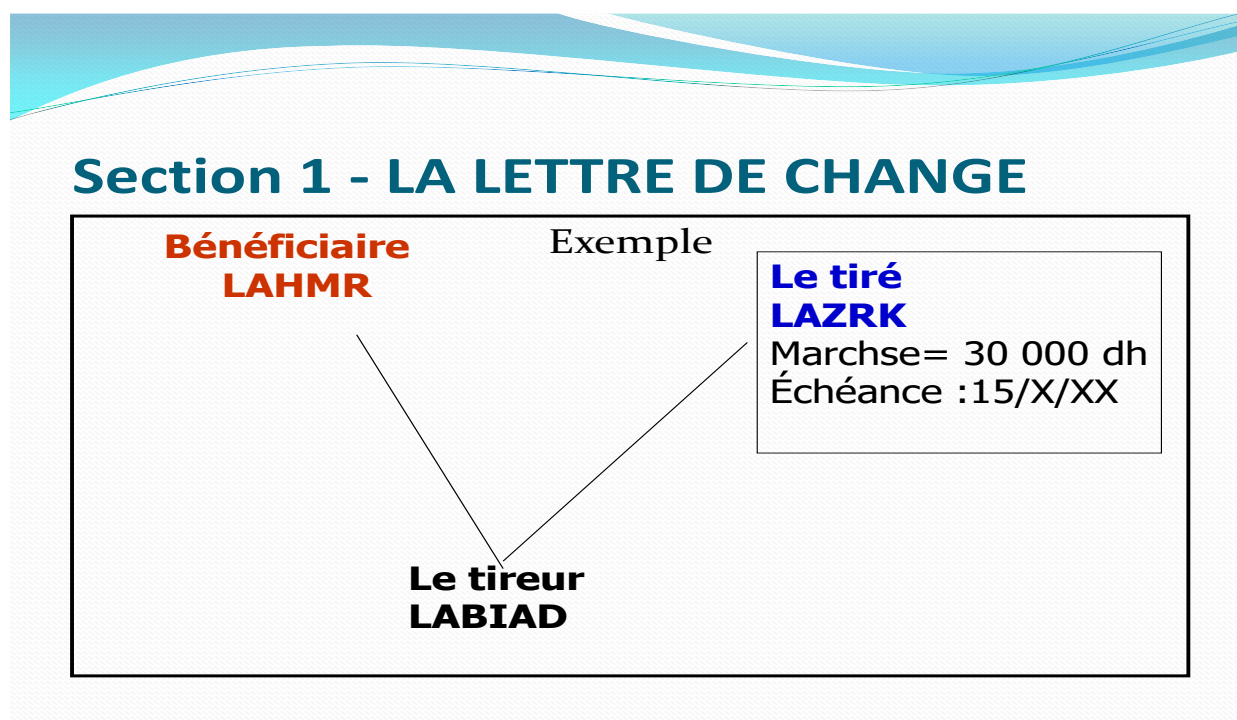 Section 1 - LA LETTRE DE CHANGE
Exemple
Bénéficiaire
LAHMR
Le tiré
LAZRK
Marchse= 30 000 dh
Échéance :15/X/XX
Le tireur
LABIAD